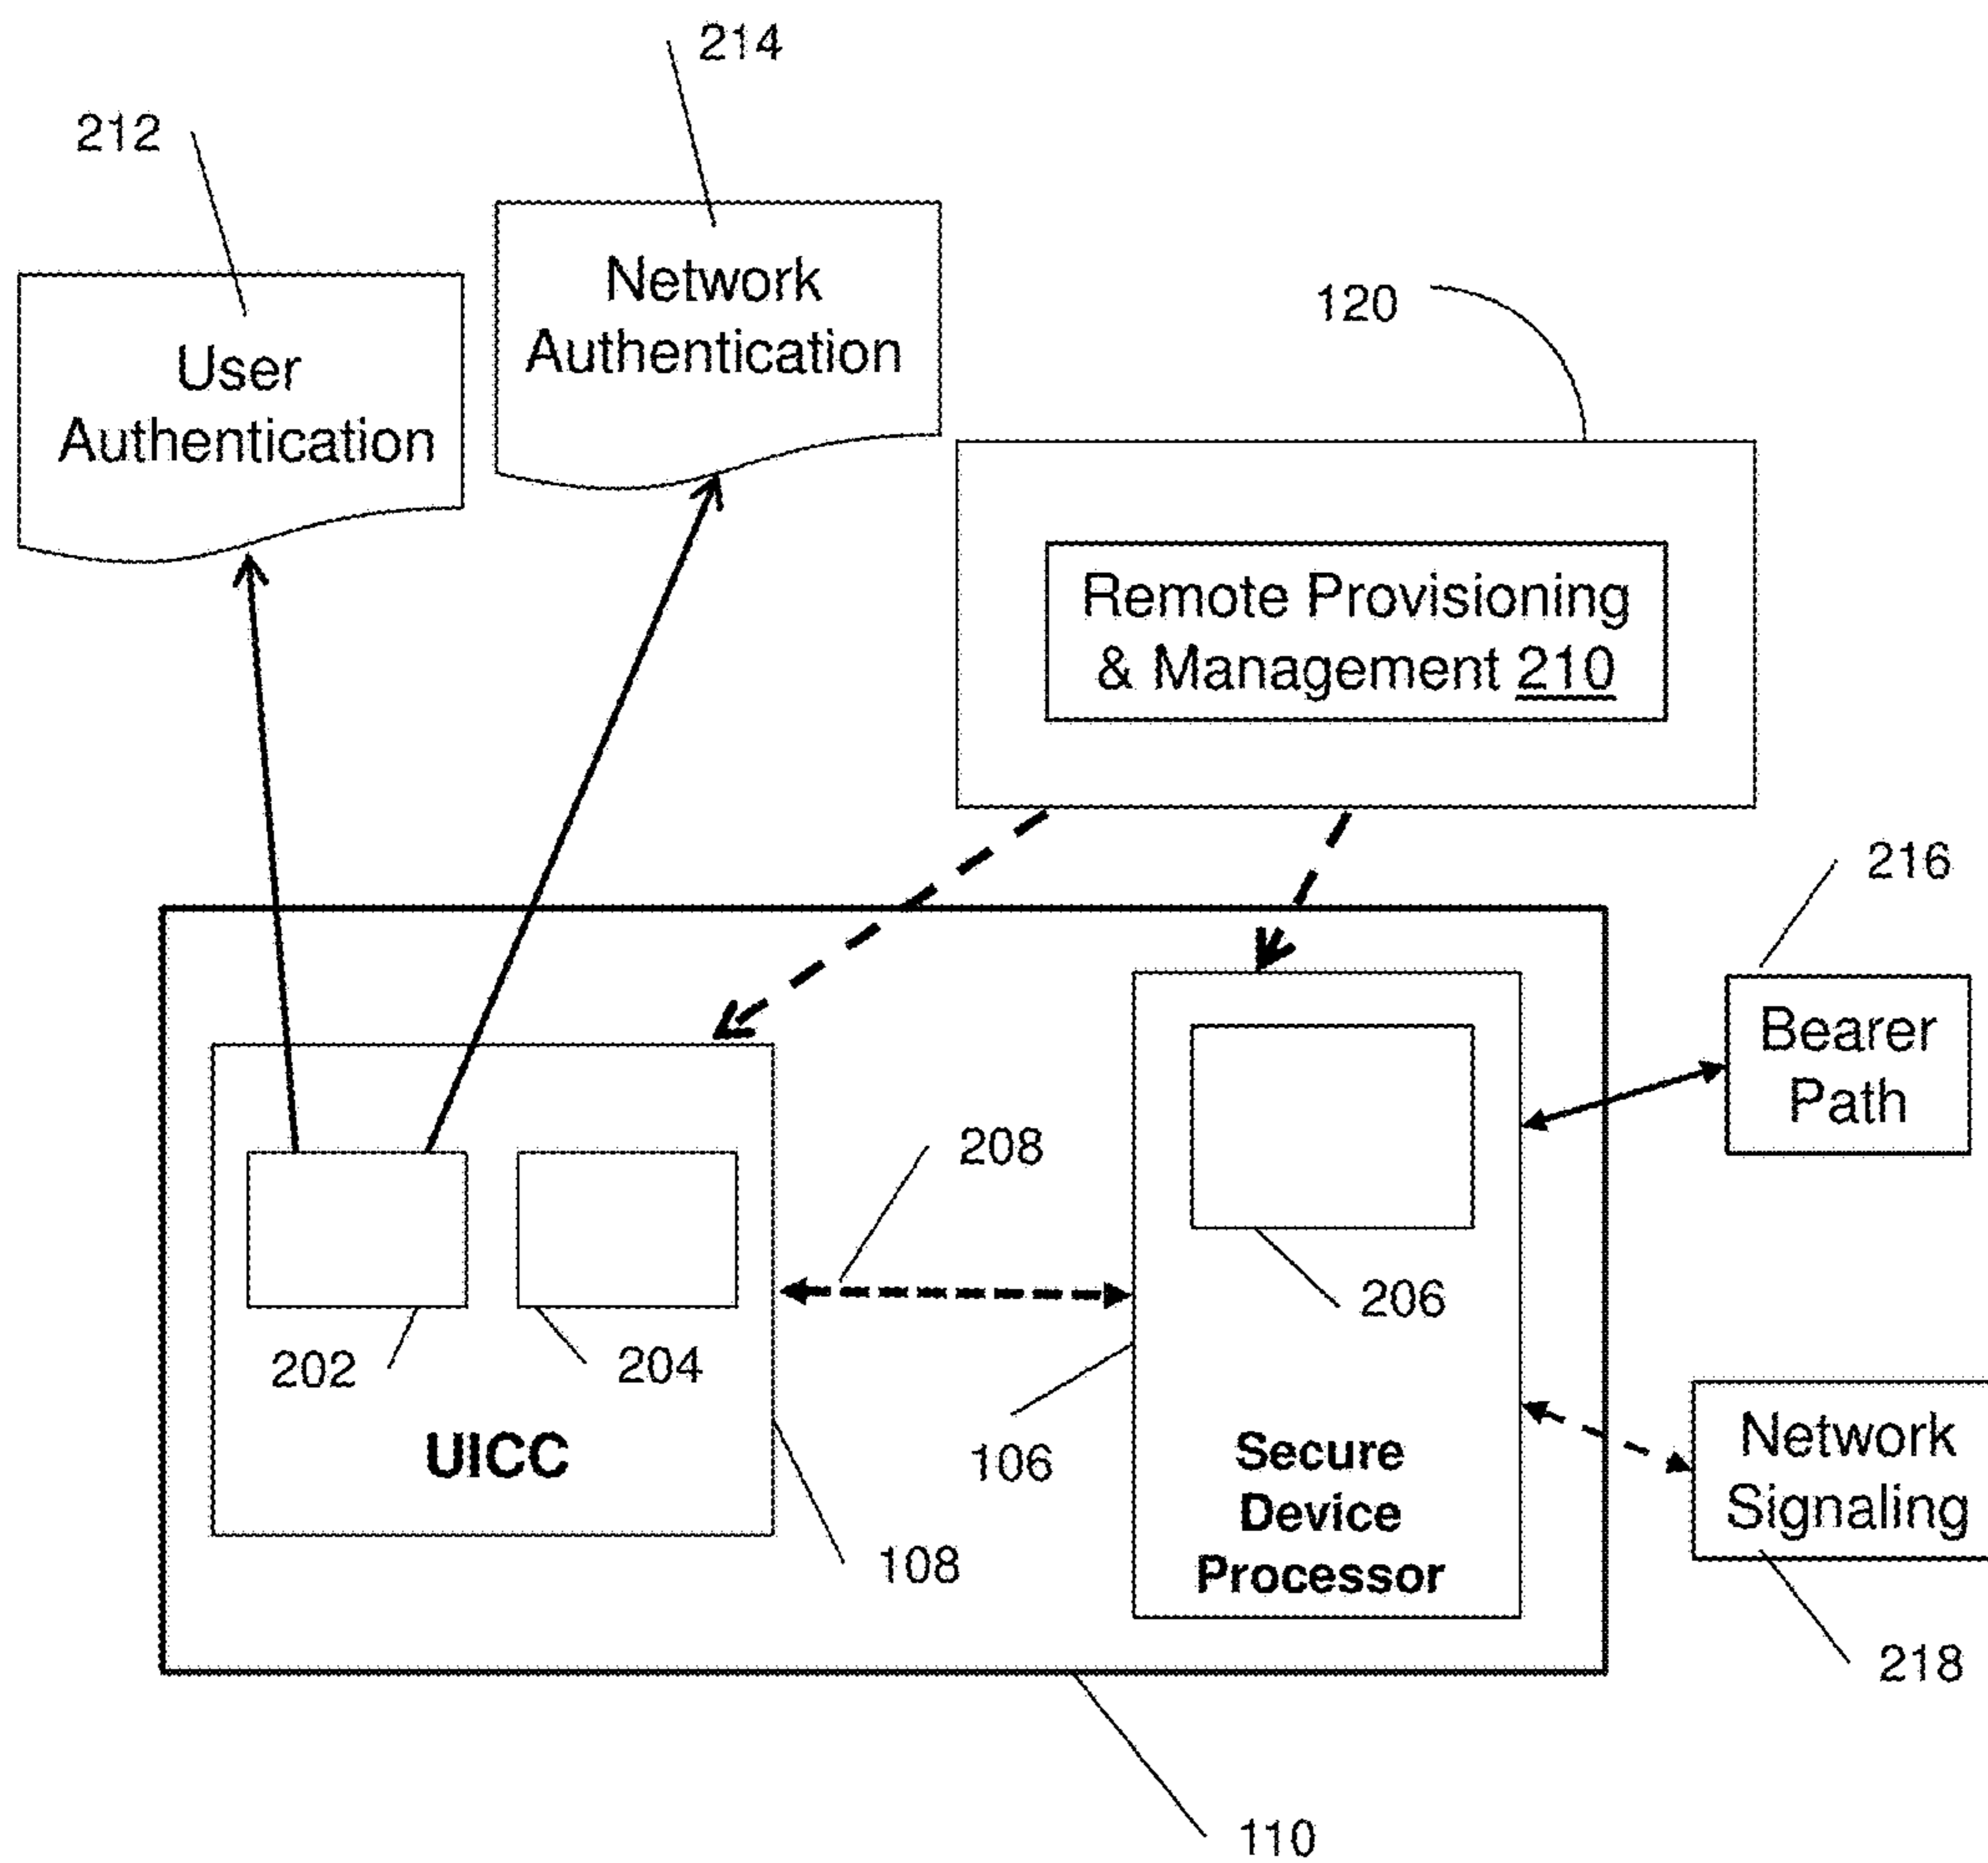 214
212
Network
Authentication
User
Authentication
120
Remote Provisioning
& Management 210
216
Bearer
Path
208
206
202
204
106
UICC
Secure
Device
Processor
Network
Signaling
108
218
110